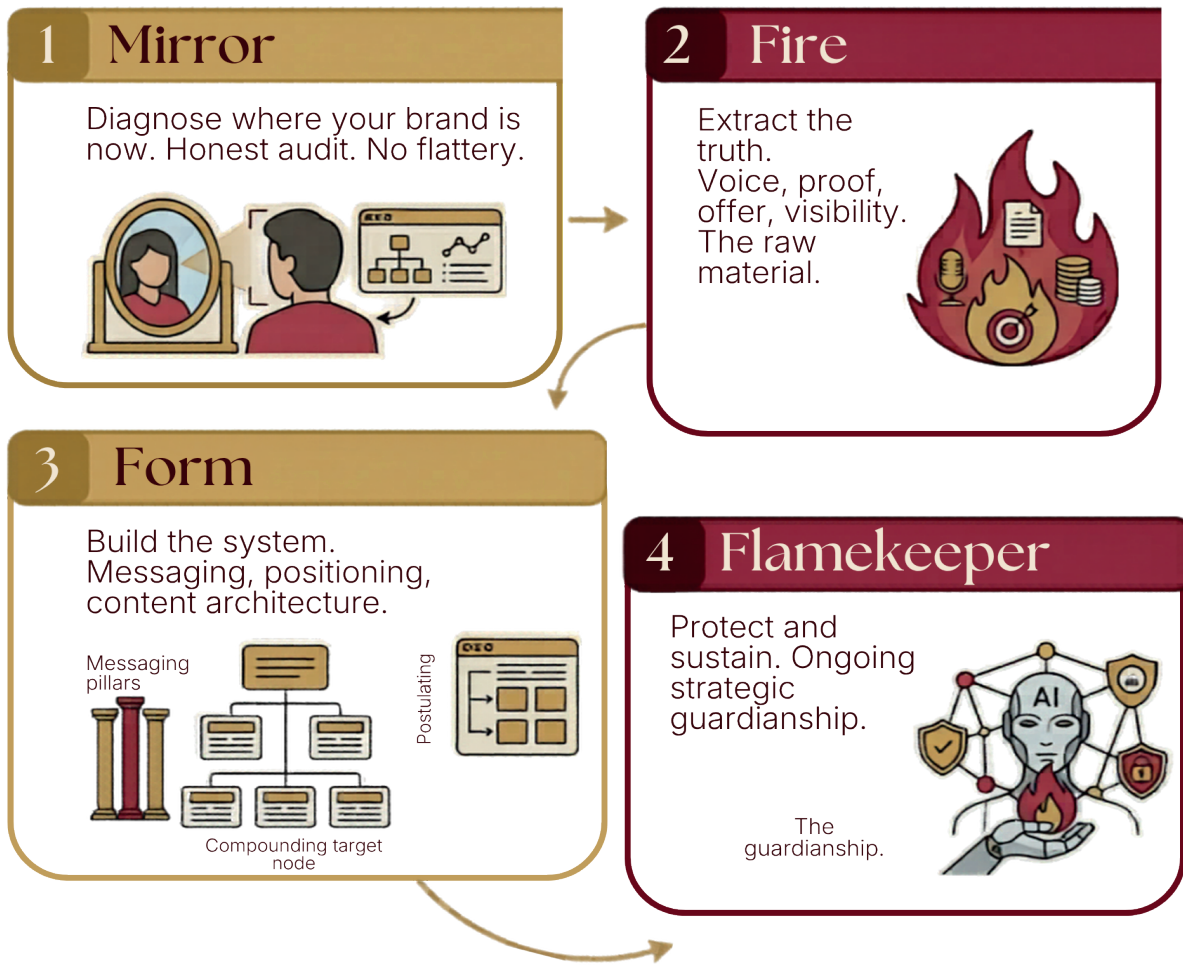 1 Mirror
Diagnose where your brand is
now. Honest audit. No flattery.
2 Fire
Extract the
truth.
Voice, proof,
offer, visibility.
The raw
material.
3 Form
Build the system.
Messaging, positioning,
content architecture.
Messaging
pillars
Postulating
Compounding target
node
4 Flamekeeper
Protect and
sustain. Ongoing
strategic
guardianship.
AI
The
guardianship.